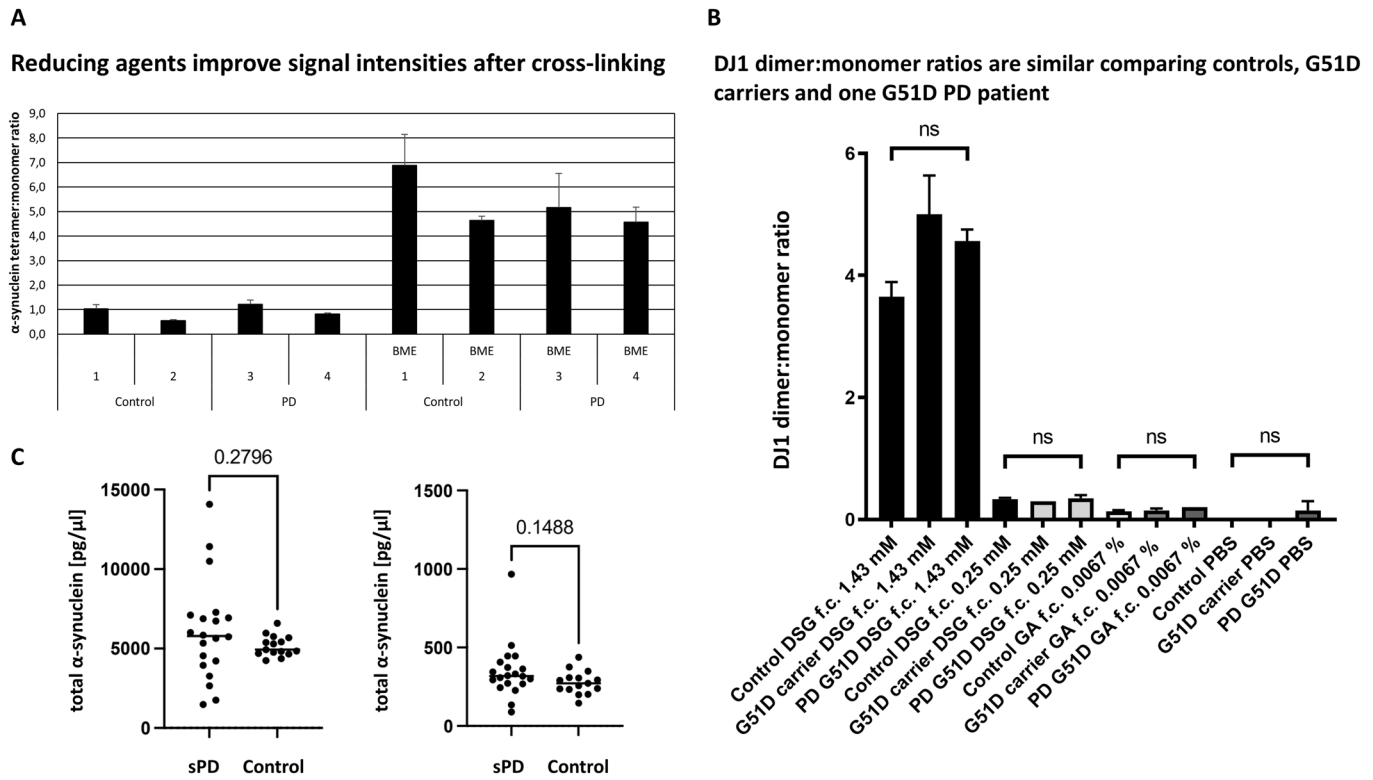 A
Reducing agents improve signal intensities after cross-linking
α-synuclein tetramer:monomer ratio
9,0
8,0
7,0
6,0
5,0
4,0
3,0
2,0
1,0
0,0
BME BME BME BME
1 2 3 4 1 2 3 4
Control PD Control PD
B
DJ1 dimer:monomer ratios are similar comparing controls, G51D
carriers and one G51D PD patient
DJ1 dimer:monomer ratio
6
4
2
0
ns
ns
ns
ns
Control DSG f.c. 1.43 mM
G51D carrier DSG f.c. 1.43 mM
PD G51D DSG f.c. 1.43 mM
Control DSG f.c. 0.25 mM
G51D carrier DSG f.c. 0.25 mM
PD G51D DSG f.c. 0.25 mM
Control GA f.c. 0.0067 %
G51D carrier GA f.c. 0.0067 %
PD G51D GA f.c. 0.0067 %
Control PBS
G51D carrier PBS
PD G51D PBS
C
total α-synuclein [pg/µl]
15000
10000
5000
0
0.2796
sPD Control
total α-synuclein [pg/µl]
1500
1000
500
0
0.1488
sPD Control